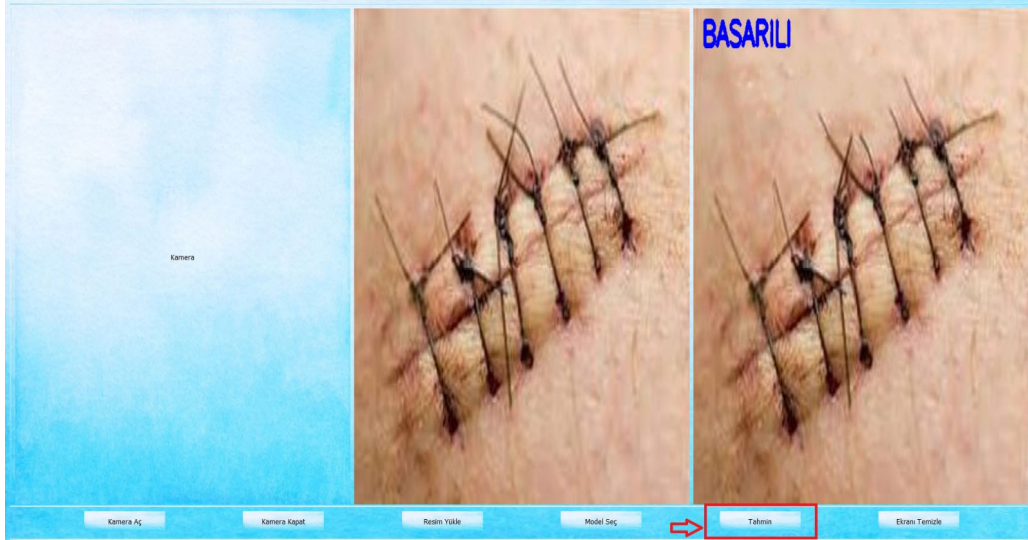 BASARILI
Kamera
Kamera Aç
Kamera Kapat
Resim Yükle
Model Seç
Tahmin
Ekranı Temizle